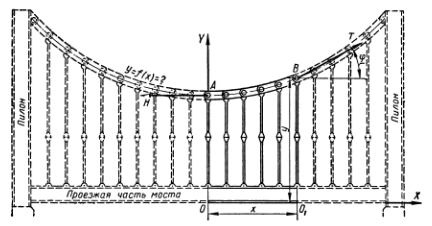 Y
T
y=f(x)=?
A
B
φ
H
Пилон
y
Пилон
Проезжая часть моста
X
O
x
O₁